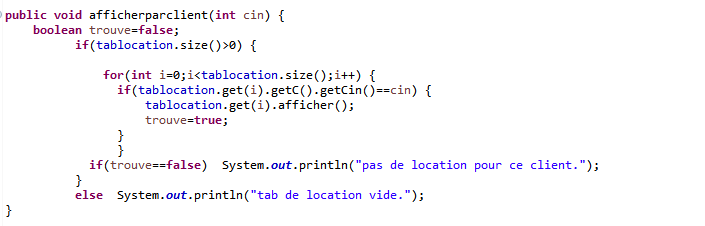 public void afficherparclient(int cin) {
boolean trouve=false;
if(tablocation.size()>0) {
for(int i=0;i<tablocation.size();i++) {
if(tablocation.get(i).getC().getCin()==cin) {
tablocation.get(i).afficher();
trouve=true;
}
}
if(trouve==false)  System.out.println("pas de location pour ce client.");
}
else  System.out.println("tab de location vide.");
}